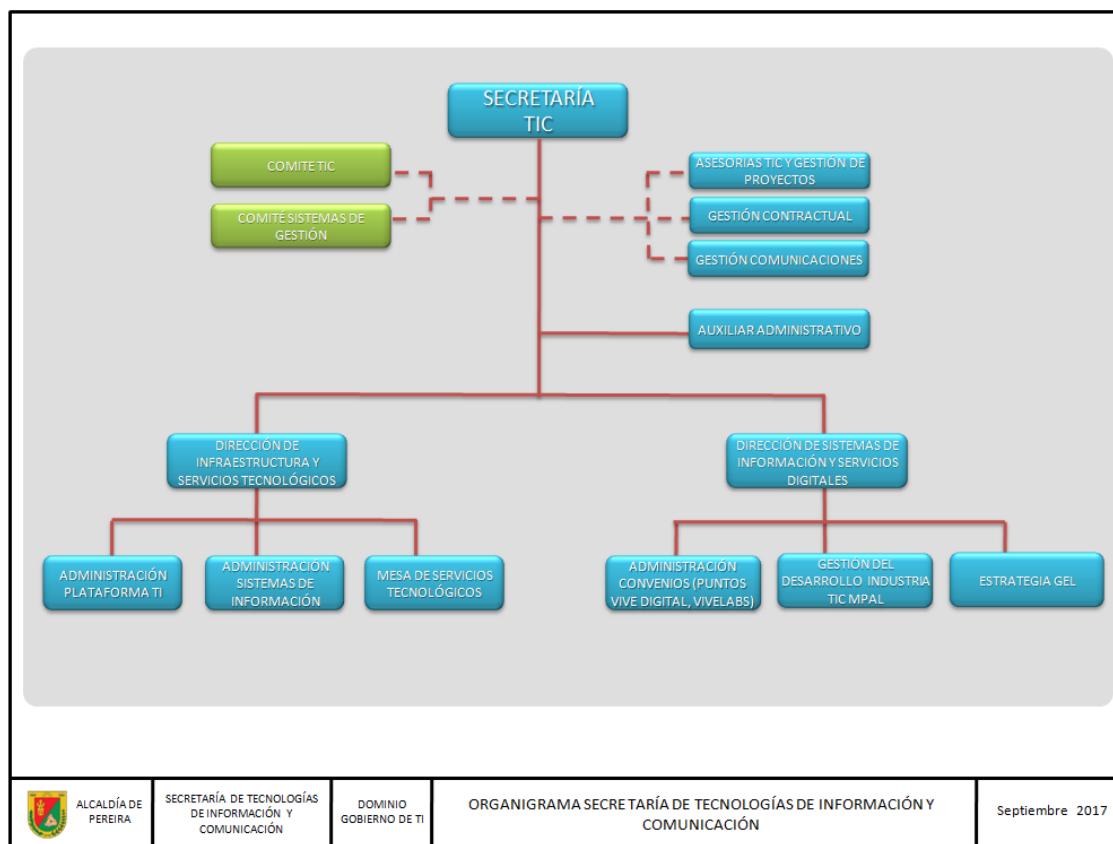 SECRETARÍA
TIC
COMITE TIC
COMITÉ SISTEMAS DE
GESTIÓN
ASESORIAS TIC Y GESTIÓN DE
PROYECTOS
GESTIÓN CONTRACTUAL
GESTIÓN COMUNICACIONES
AUXILIAR ADMINISTRATIVO
DIRECCIÓN DE
INFRAESTRUCTURA Y
SERVICIOS TECNOLÓGICOS
DIRECCIÓN DE SISTEMAS DE
INFORMACIÓN Y SERVICIOS
DIGITALES
ADMINISTRACIÓN
PLATAFORMA TI
ADMINISTRACIÓN
SISTEMAS DE
INFORMACIÓN
MESA DE SERVICIOS
TECNOLÓGICOS
ADMINISTRACIÓN
CONVENIOS (PUNTOS
VIVE DIGITAL, VIVELABS)
GESTIÓN DEL
DESARROLLO INDUSTRIA
TIC MPAL
ESTRATEGIA GEL
ALCALDÍA DE
PEREIRA
SECRETARÍA DE TECNOLOGÍAS
DE INFORMACIÓN Y
COMUNICACIÓN
DOMINIO
GOBIERNO DE TI
ORGANIGRAMA SECRETARÍA DE TECNOLOGÍAS DE INFORMACIÓN Y
COMUNICACIÓN
Septiembre 2017